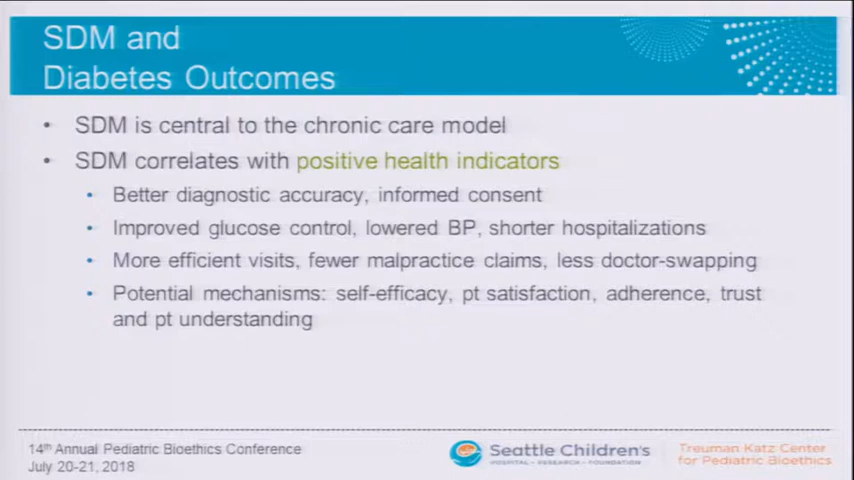 SDM and
Diabetes Outcomes
• SDM is central to the chronic care model
• SDM correlates with positive health indicators
• Better diagnostic accuracy, informed consent
• Improved glucose control, lowered BP, shorter hospitalizations
• More efficient visits, fewer malpractice claims, less doctor-swapping
• Potential mechanisms: self-efficacy, pt satisfaction, adherence, trust
and pt understanding
14th Annual Pediatric Bioethics Conference
July 20-21, 2018
Seattle Children's
HOSPITAL • RESEARCH • FOUNDATION
Treuman Katz Center
for Pediatric Bioethics